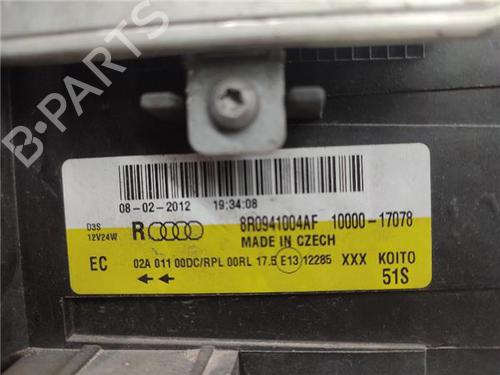 08-02-2012 19:34:08
D3S
12V24W
R 8R0941004AF 10000-17078
MADE IN CZECH
EC 02A 011 00DC/RPL 00RL 17.5 E13 12285 XXX KOITO
51S
B-PARTS